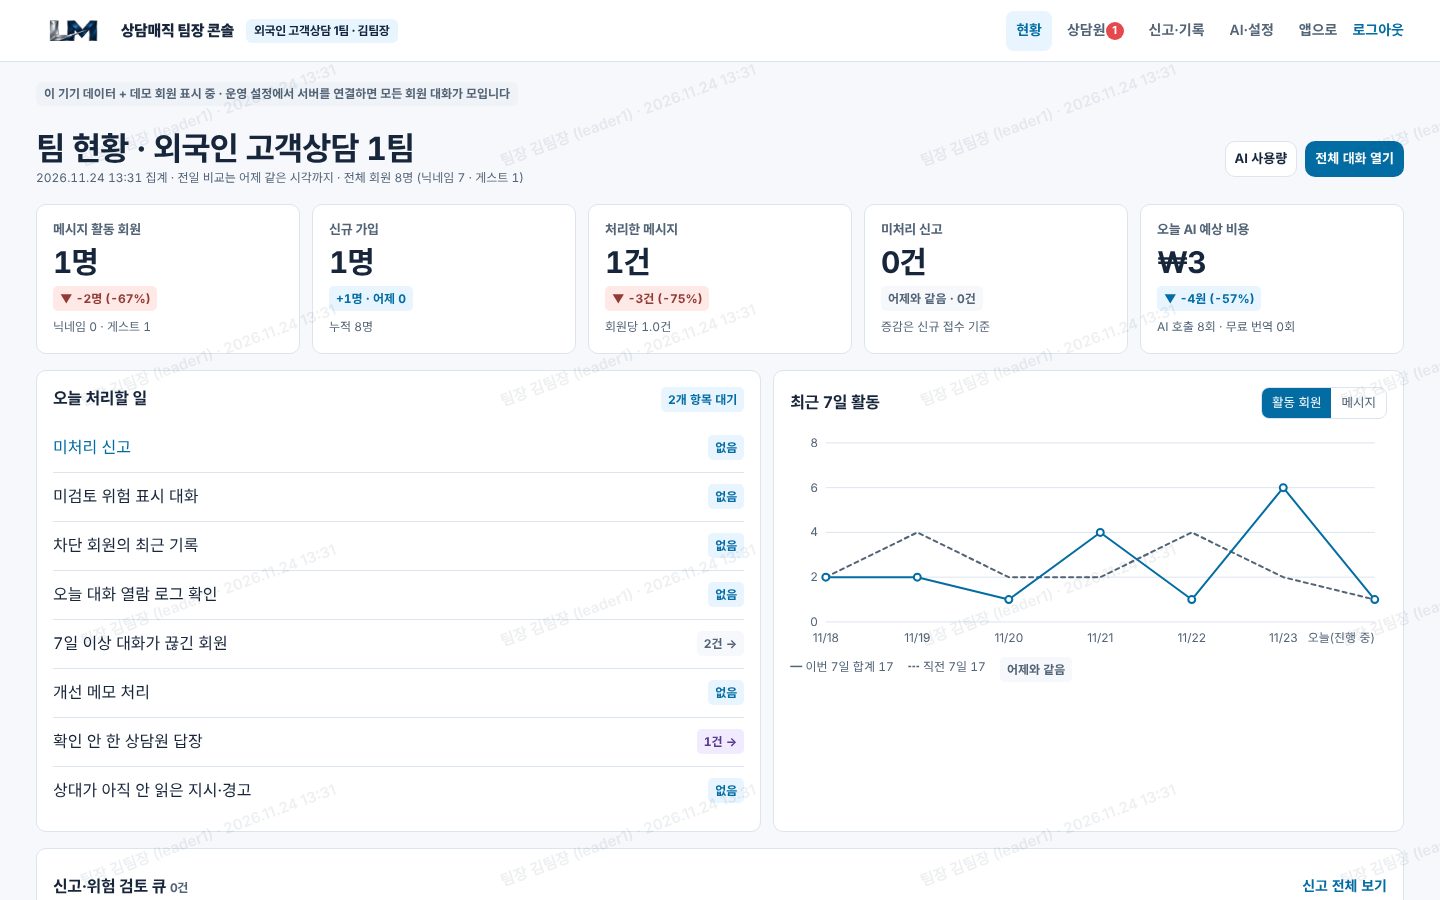 LM 상담매직 팀장 콘솔 외국인 고객상담 1팀 · 김팀장 현황 상담원 1 신고·기록 AI·설정 앱으로 로그아웃
이 기기 데이터 + 데모 회원 표시 중 · 운영 설정에서 서버를 연결하면 모든 회원 대화가 모입니다
팀 현황 · 외국인 고객상담 1팀
2026.11.24 13:31 집계 · 전일 비교는 어제 같은 시각까지 · 전체 회원 8명 (닉네임 7 · 게스트 1)
AI 사용량 전체 대화 열기
메시지 활동 회원
1명
▼ -2명 (-67%)
닉네임 0 · 게스트 1
신규 가입
1명
+1명 · 어제 0
누적 8명
처리한 메시지
1건
▼ -3건 (-75%)
회원당 1.0건
미처리 신고
0건
어제와 같음 · 0건
증감은 신규 접수 기준
오늘 AI 예상 비용
₩3
▼ -4원 (-57%)
AI 호출 8회 · 무료 번역 0회
오늘 처리할 일 2개 항목 대기
미처리 신고 없음
미검토 위험 표시 대화 없음
차단 회원의 최근 기록 없음
오늘 대화 열람 로그 확인 없음
7일 이상 대화가 끊긴 회원 2건 →
개선 메모 처리 없음
확인 안 한 상담원 답장 1건 →
상대가 아직 안 읽은 지시·경고 없음
최근 7일 활동 활동 회원 메시지
8
6
4
2
0
11/18 11/19 11/20 11/21 11/22 11/23 오늘(진행 중)
이번 7일 합계 17 직전 7일 17 어제와 같음
신고·위험 검토 큐 0건 신고 전체 보기
팀장 김팀장 (leader1) · 2026.11.24 13:31